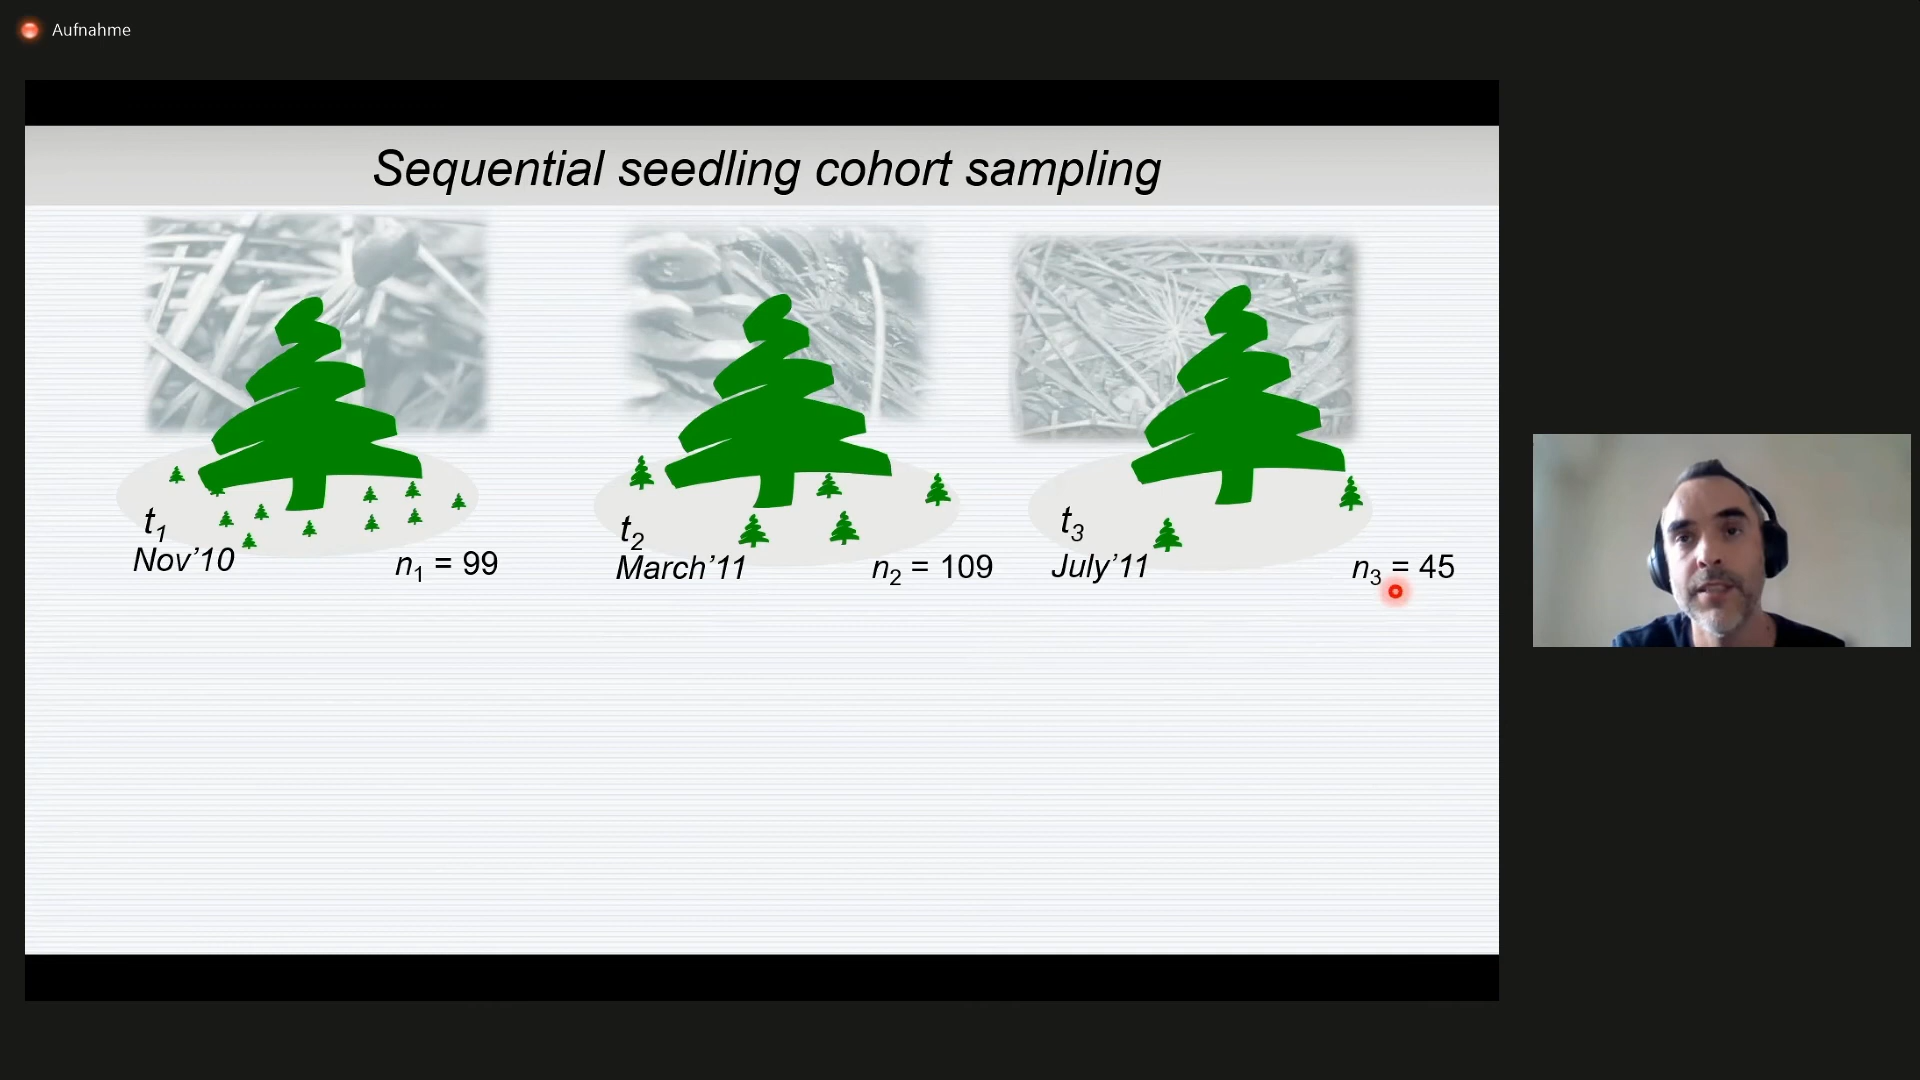 Aufnahme
Sequential seedling cohort sampling
t1
Nov’10
n1 = 99
t2
March’11
n2 = 109
t3
July’11
n3 = 45